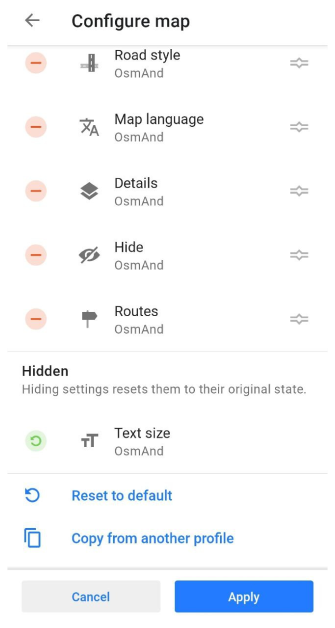 Configure map
Road style
OsmAnd
Map language
OsmAnd
Details
OsmAnd
Hide
OsmAnd
Routes
OsmAnd
Hidden
Hiding settings resets them to their original state.
Text size
OsmAnd
Reset to default
Copy from another profile
Cancel
Apply